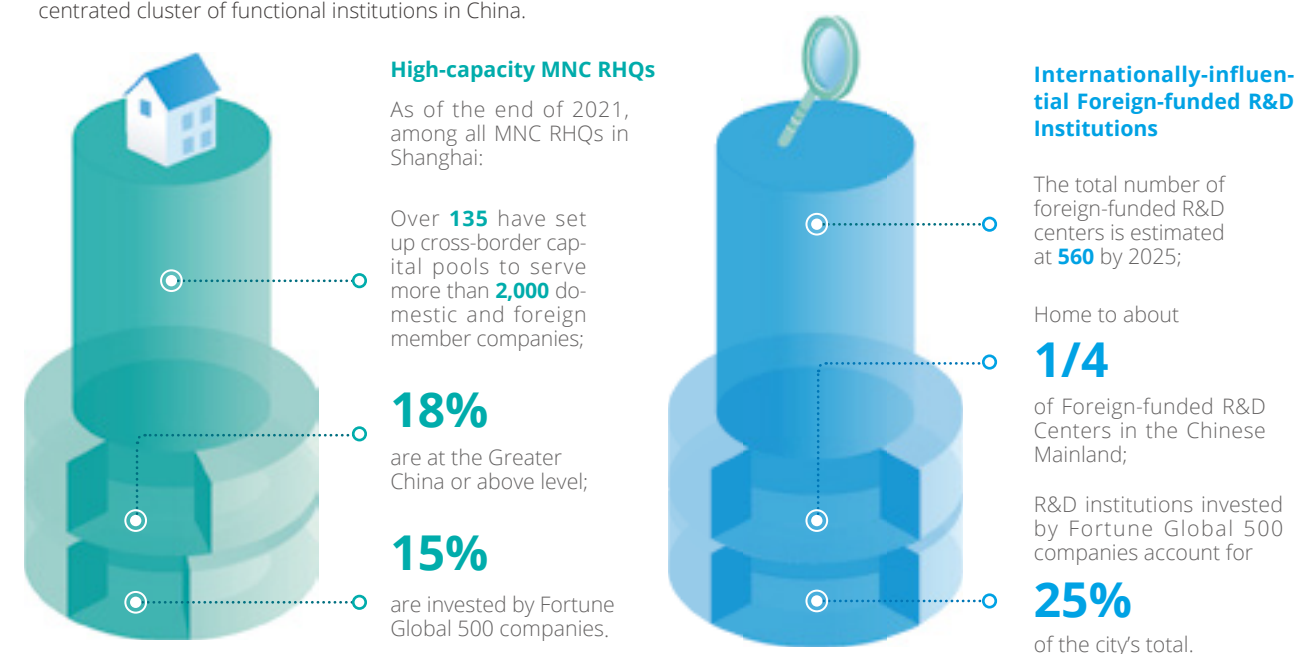 centrated cluster of functional institutions in China.
High-capacity MNC RHQs
As of the end of 2021,
among all MNC RHQs in
Shanghai:
Over 135 have set
up cross-border cap-
ital pools to serve
more than 2,000 do-
mestic and foreign
member companies;
18%
are at the Greater
China or above level;
15%
are invested by Fortune
Global 500 companies.
Internationally-influen-
tial Foreign-funded R&D
Institutions
The total number of
foreign-funded R&D
centers is estimated
at 560 by 2025;
Home to about
1/4
of Foreign-funded R&D
Centers in the Chinese
Mainland;
R&D institutions invested
by Fortune Global 500
companies account for
25%
of the city's total.